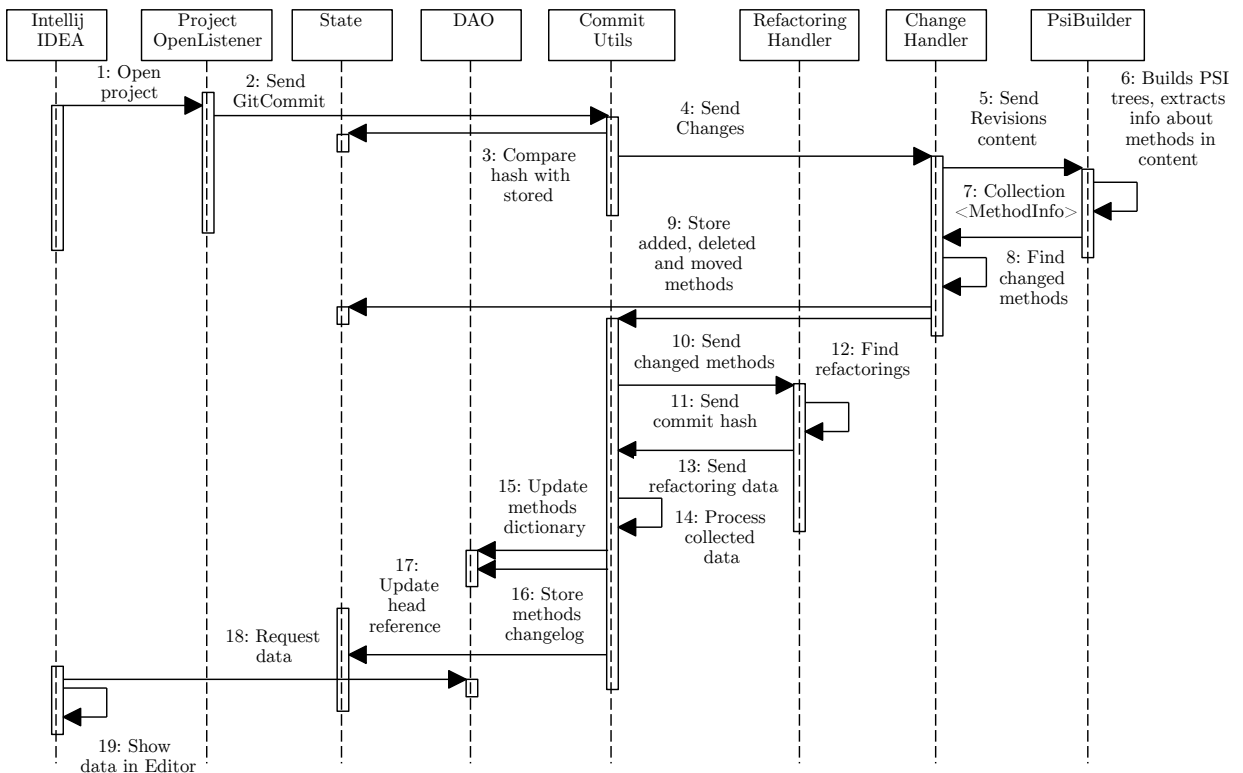 Intellij
IDEA
Project
OpenListener
State
DAO
Commit
Utils
Refactoring
Handler
Change
Handler
PsiBuilder
1: Open
project
2: Send
GitCommit
3: Compare
hash with
stored
4: Send
Changes
5: Send
Revisions
content
6: Builds PSI
trees, extracts
info about
methods in
content
7: Collection
<MethodInfo>
8: Find
changed
methods
9: Store
added, deleted
and moved
methods
10: Send
changed methods
11: Send
commit hash
12: Find
refactorings
13: Send
refactoring data
14: Process
collected
data
15: Update
methods
dictionary
16: Store
methods
changelog
17:
Update
head
reference
18: Request
data
19: Show
data in Editor